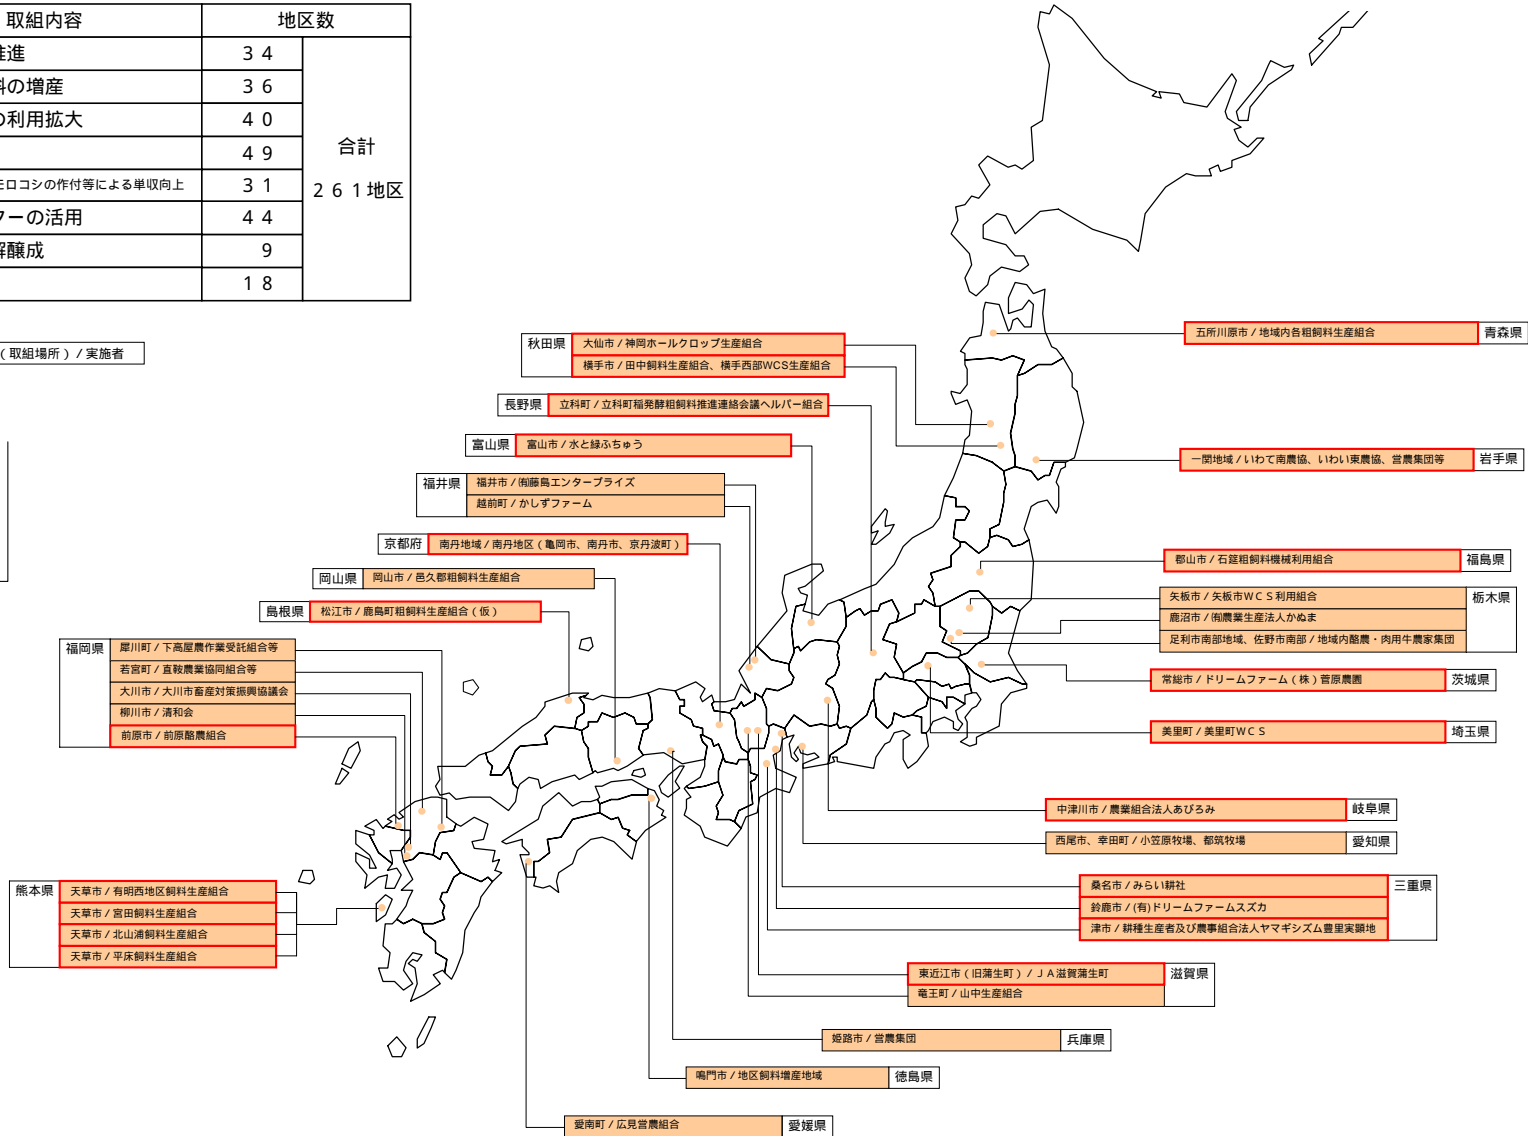 取組内容 地区数
推進 ３４
料の増産 ３６
の利用拡大 ４０
４９
モロコシの作付等による単収向上 ３１
ターの活用 ４４
解醸成 ９
１８
合計
２６１地区
（取組場所）/ 実施者
秋田県 大仙市 / 神岡ホールクロップ生産組合
横手市 / 田中飼料生産組合、横手西部WCS生産組合
五所川原市 / 地域内各粗飼料生産組合 青森県
長野県 立科町 / 立科町稲発酵粗飼料推進連絡会議ヘルパー組合
富山県 富山市 / 水と緑ふちゅう
一関地域 / いわて南農協、いわい東農協、営農集団等 岩手県
福井県 福井市 / ㈲藤島エンタープライズ
越前町 / かしずファーム
京都府 南丹地域 / 南丹地区（亀岡市、南丹市、京丹波町）
郡山市 / 石筵粗飼料機械利用組合 福島県
岡山県 岡山市 / 邑久郡粗飼料生産組合
島根県 松江市 / 鹿島町粗飼料生産組合（仮）
矢板市 / 矢板市ＷＣＳ利用組合 栃木県
鹿沼市 / ㈲農業生産法人かぬま
足利市南部地域、佐野市南部 / 地域内酪農・肉用牛農家集団
福岡県 犀川町 / 下高屋農作業受託組合等
若宮町 / 直鞍農業協同組合等
大川市 / 大川市畜産対策振興協議会
柳川市 / 清和会
前原市 / 前原酪農組合
常総市 / ドリームファーム（株）菅原農園 茨城県
美里町 / 美里町ＷＣＳ 埼玉県
中津川市 / 農業組合法人あびろみ 岐阜県
西尾市、幸田町 / 小笠原牧場、都筑牧場 愛知県
熊本県 天草市 / 有明西地区飼料生産組合
天草市 / 宮田飼料生産組合
天草市 / 北山浦飼料生産組合
天草市 / 平床飼料生産組合
桑名市 / みらい耕社 三重県
鈴鹿市 / (有)ドリームファームスズカ
津市 / 耕種生産者及び農事組合法人ヤマギシズム豊里実顕地
東近江市（旧蒲生町）/ ＪＡ滋賀蒲生町 滋賀県
竜王町 / 山中生産組合
姫路市 / 営農集団 兵庫県
鳴門市 / 地区飼料増産地域 徳島県
愛南町 / 広見営農組合 愛媛県